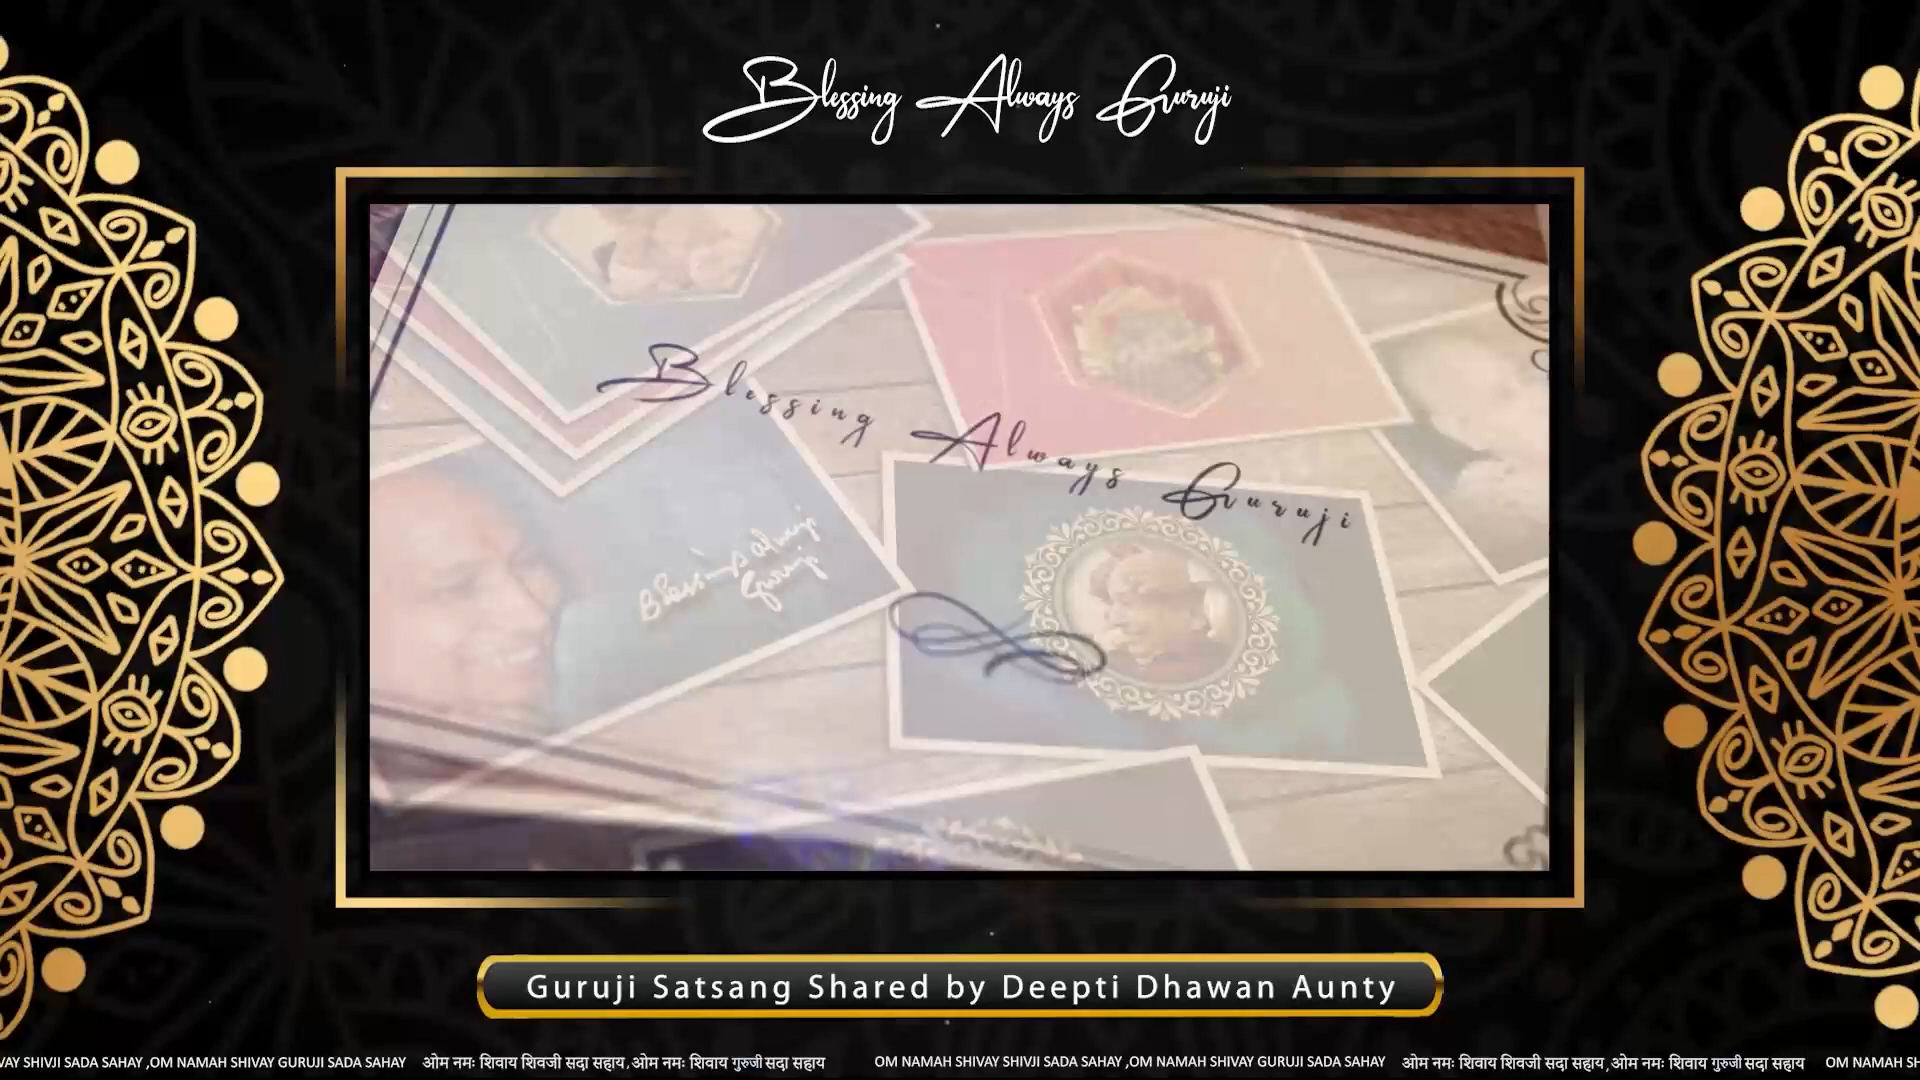 Blessing Always Guruji
Blessing Always Guruji
Blessings always
Guruji
Guruji Satsang Shared by Deepti Dhawan Aunty
VAY SHIVJI SADA SAHAY ,OM NAMAH SHIVAY GURUJI SADA SAHAY ओम नमः शिवाय शिवजी सदा सहाय,ओम नमः शिवाय गुरुजी सदा सहाय OM NAMAH SHIVAY SHIVJI SADA SAHAY ,OM NAMAH SHIVAY GURUJI SADA SAHAY ओम नमः शिवाय शिवजी सदा सहाय,ओम नमः शिवाय गुरुजी सदा सहाय OM NAMAH S